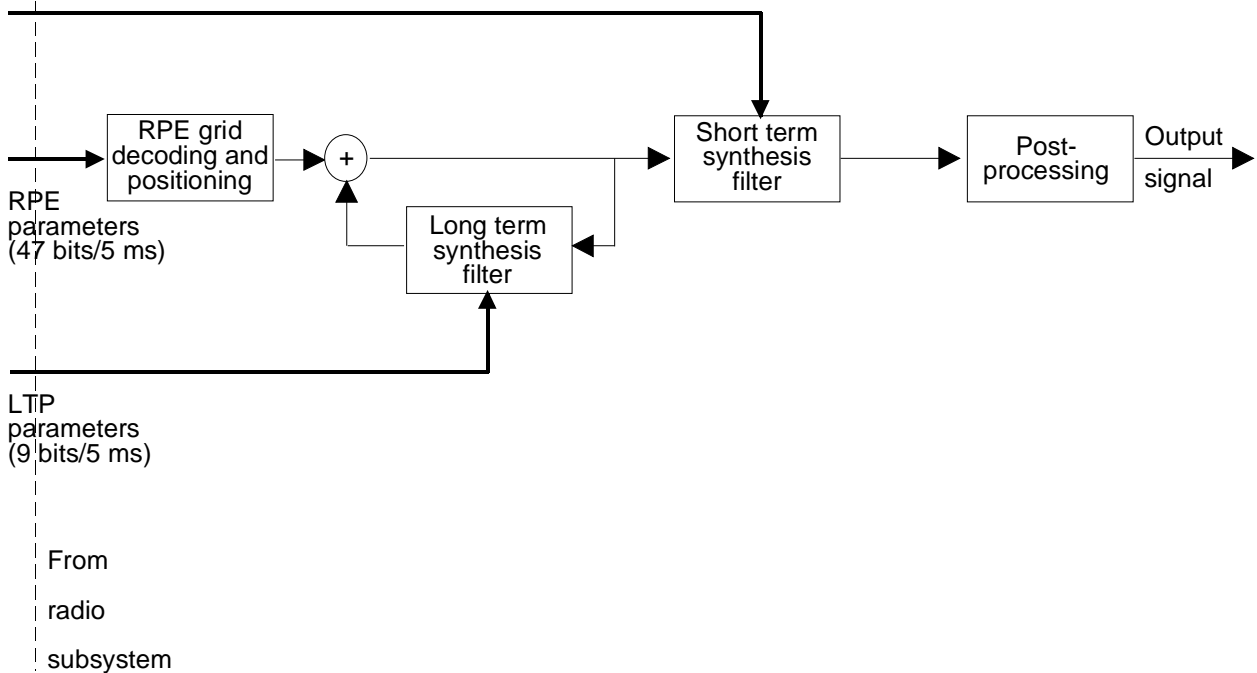 RPE grid
decoding and
positioning
+
Short term
synthesis
filter
Post-
processing
Output
signal
RPE
parameters
(47 bits/5 ms)
Long term
synthesis
filter
LTP
parameters
(9 bits/5 ms)
From
radio
subsystem